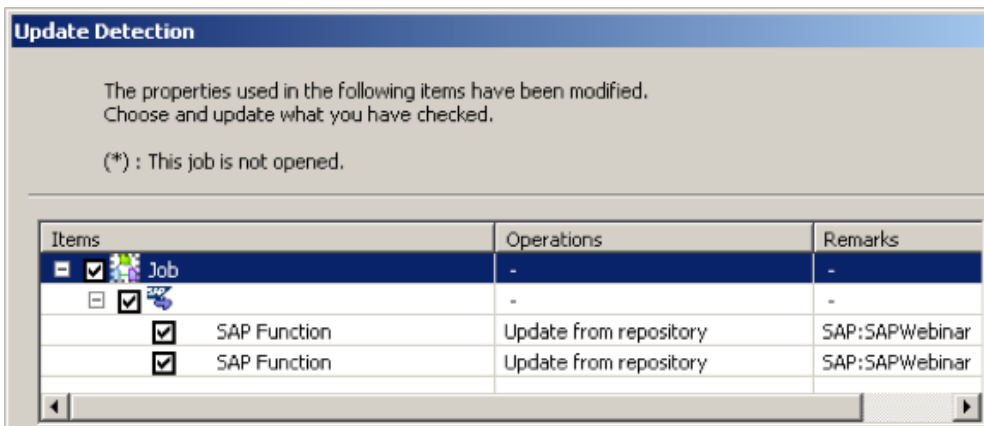 Update Detection
The properties used in the following items have been modified.
Choose and update what you have checked.
(*) : This job is not opened.
Items Operations Remarks
Job - -
SAP - -
SAP Function Update from repository SAP:SAPWebinar
SAP Function Update from repository SAP:SAPWebinar